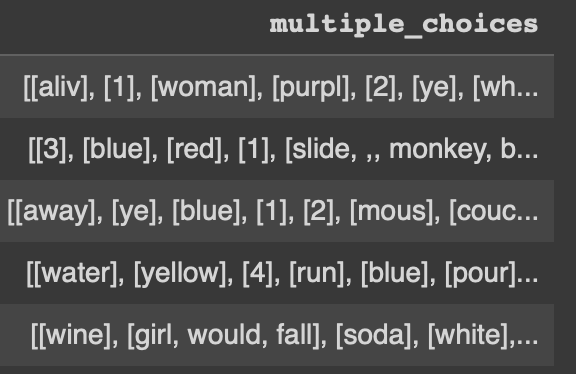 multiple_choices
[[aliv], [1], [woman], [purpl], [2], [ye], [wh...
[[3], [blue], [red], [1], [slide, ,, monkey, b...
[[away], [ye], [blue], [1], [2], [mous], [couc...
[[water], [yellow], [4], [run], [blue], [pour]...
[[wine], [girl, would, fall], [soda], [white],...